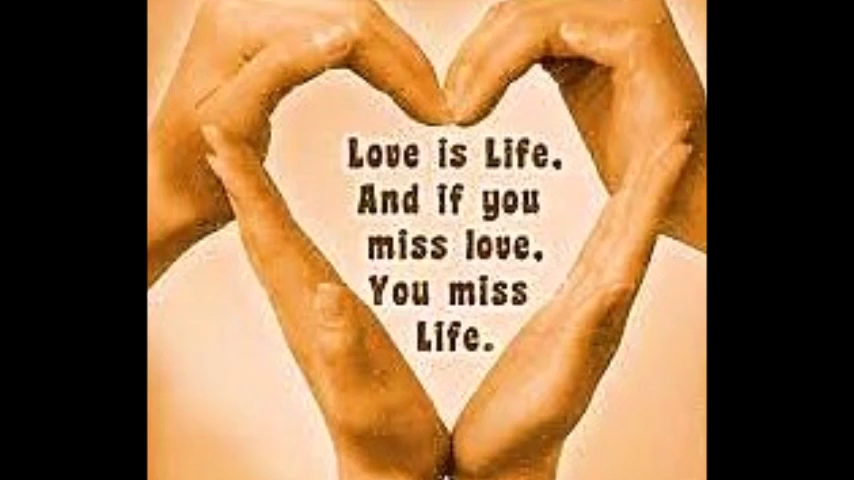 Love is Life.
And if you
miss love.
You miss
Life.